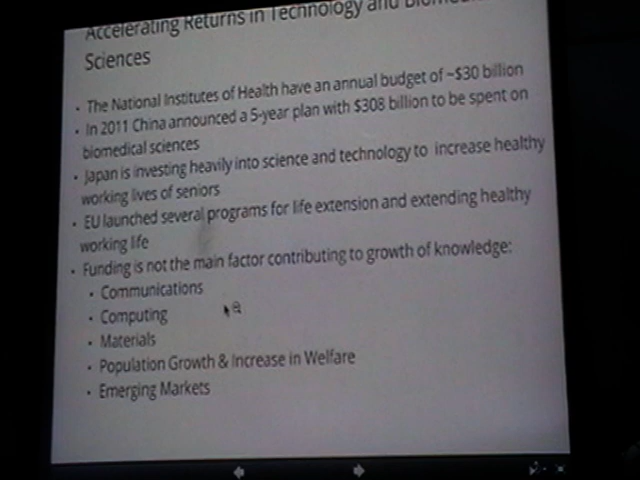 Accelerating Returns in Technology and
Sciences
• The National Institutes of Health have an annual budget of ~$30 billion
• In 2011 China announced a 5-year plan with $308 billion to be spent on
biomedical sciences
• Japan is investing heavily into science and technology to increase healthy
working lives of seniors
• EU launched several programs for life extension and extending healthy
working life
• Funding is not the main factor contributing to growth of knowledge:
• Communications
• Computing
• Materials
• Population Growth & Increase in Welfare
• Emerging Markets